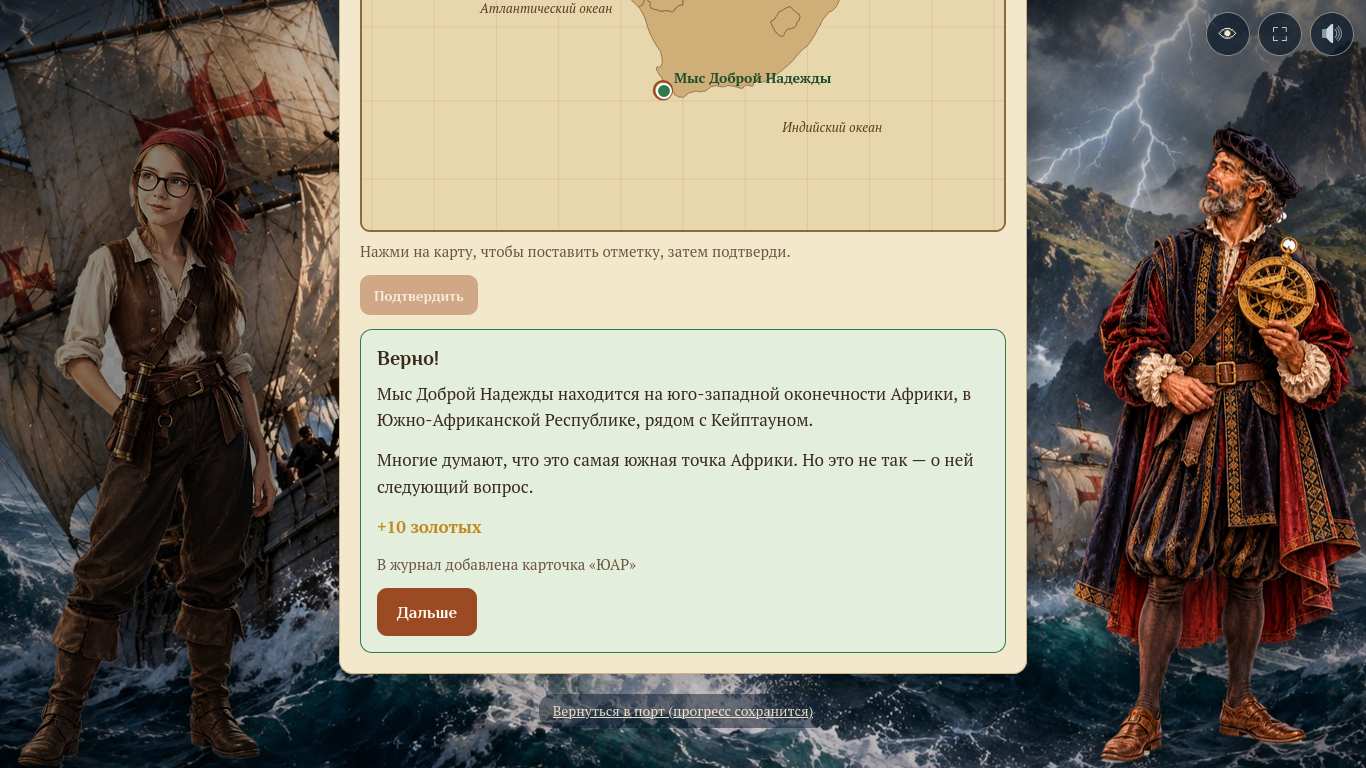 Атлантический океан
Мыс Доброй Надежды
Индийский океан
Нажми на карту, чтобы поставить отметку, затем подтверди.
Подтвердить
Верно!
Мыс Доброй Надежды находится на юго-западной оконечности Африки, в
Южно-Африканской Республике, рядом с Кейптауном.
Многие думают, что это самая южная точка Африки. Но это не так — о ней
следующий вопрос.
+10 золотых
В журнал добавлена карточка «ЮАР»
Дальше
Вернуться в порт (прогресс сохранится)